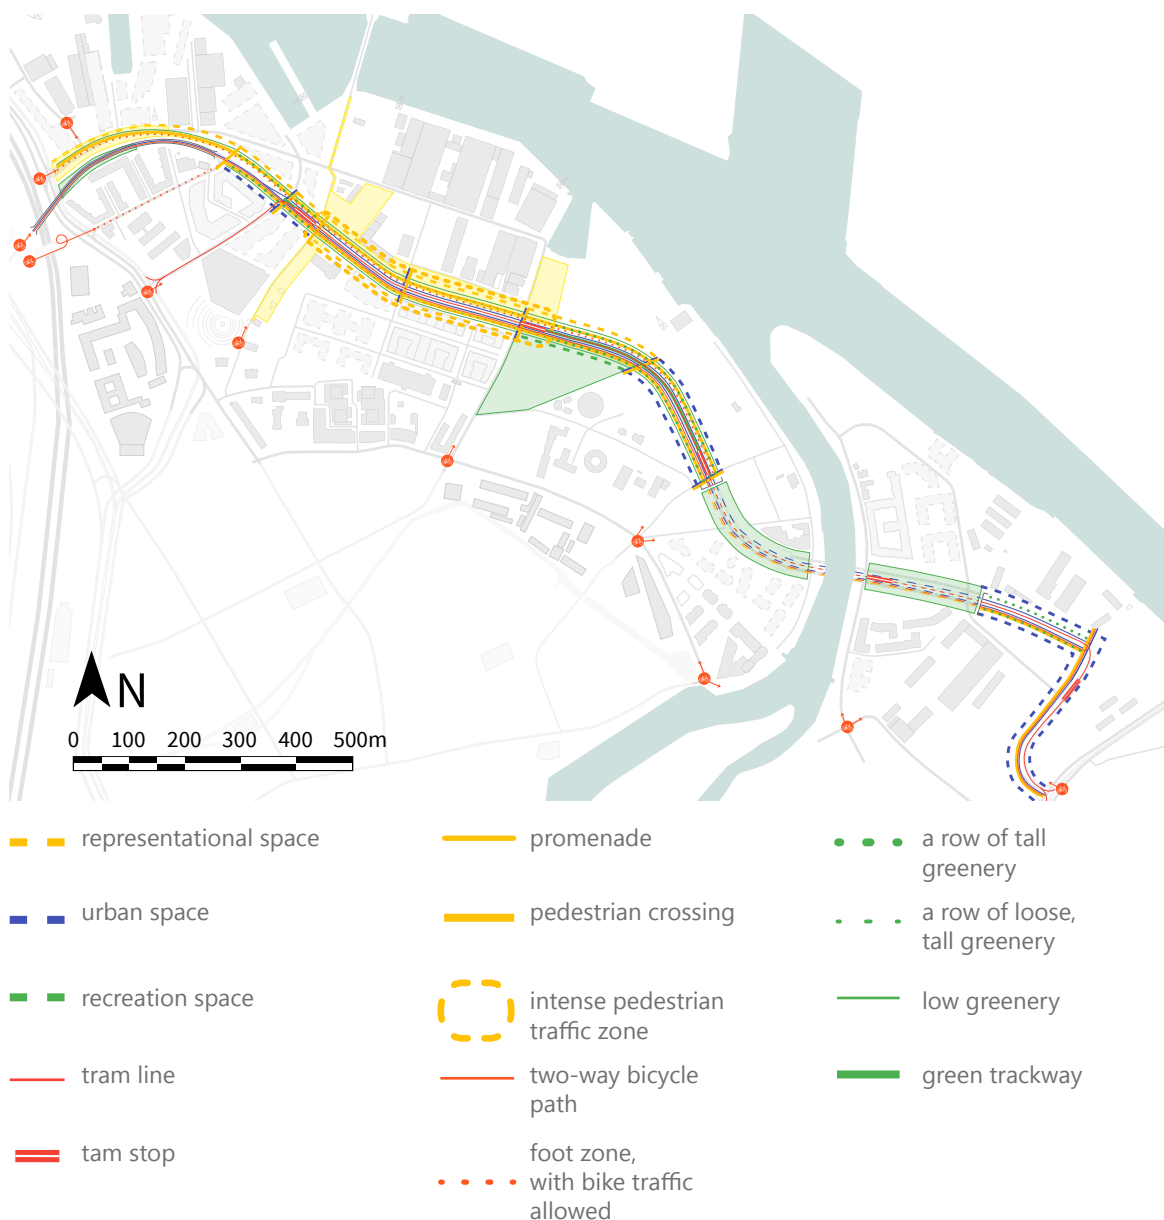 N
0 100 200 300 400 500m
representational space
urban space
recreation space
tram line
tam stop
promenade
pedestrian crossing
intense pedestrian
traffic zone
two-way bicycle
path
foot zone,
with bike traffic
allowed
a row of tall
greenery
a row of loose,
tall greenery
low greenery
green trackway